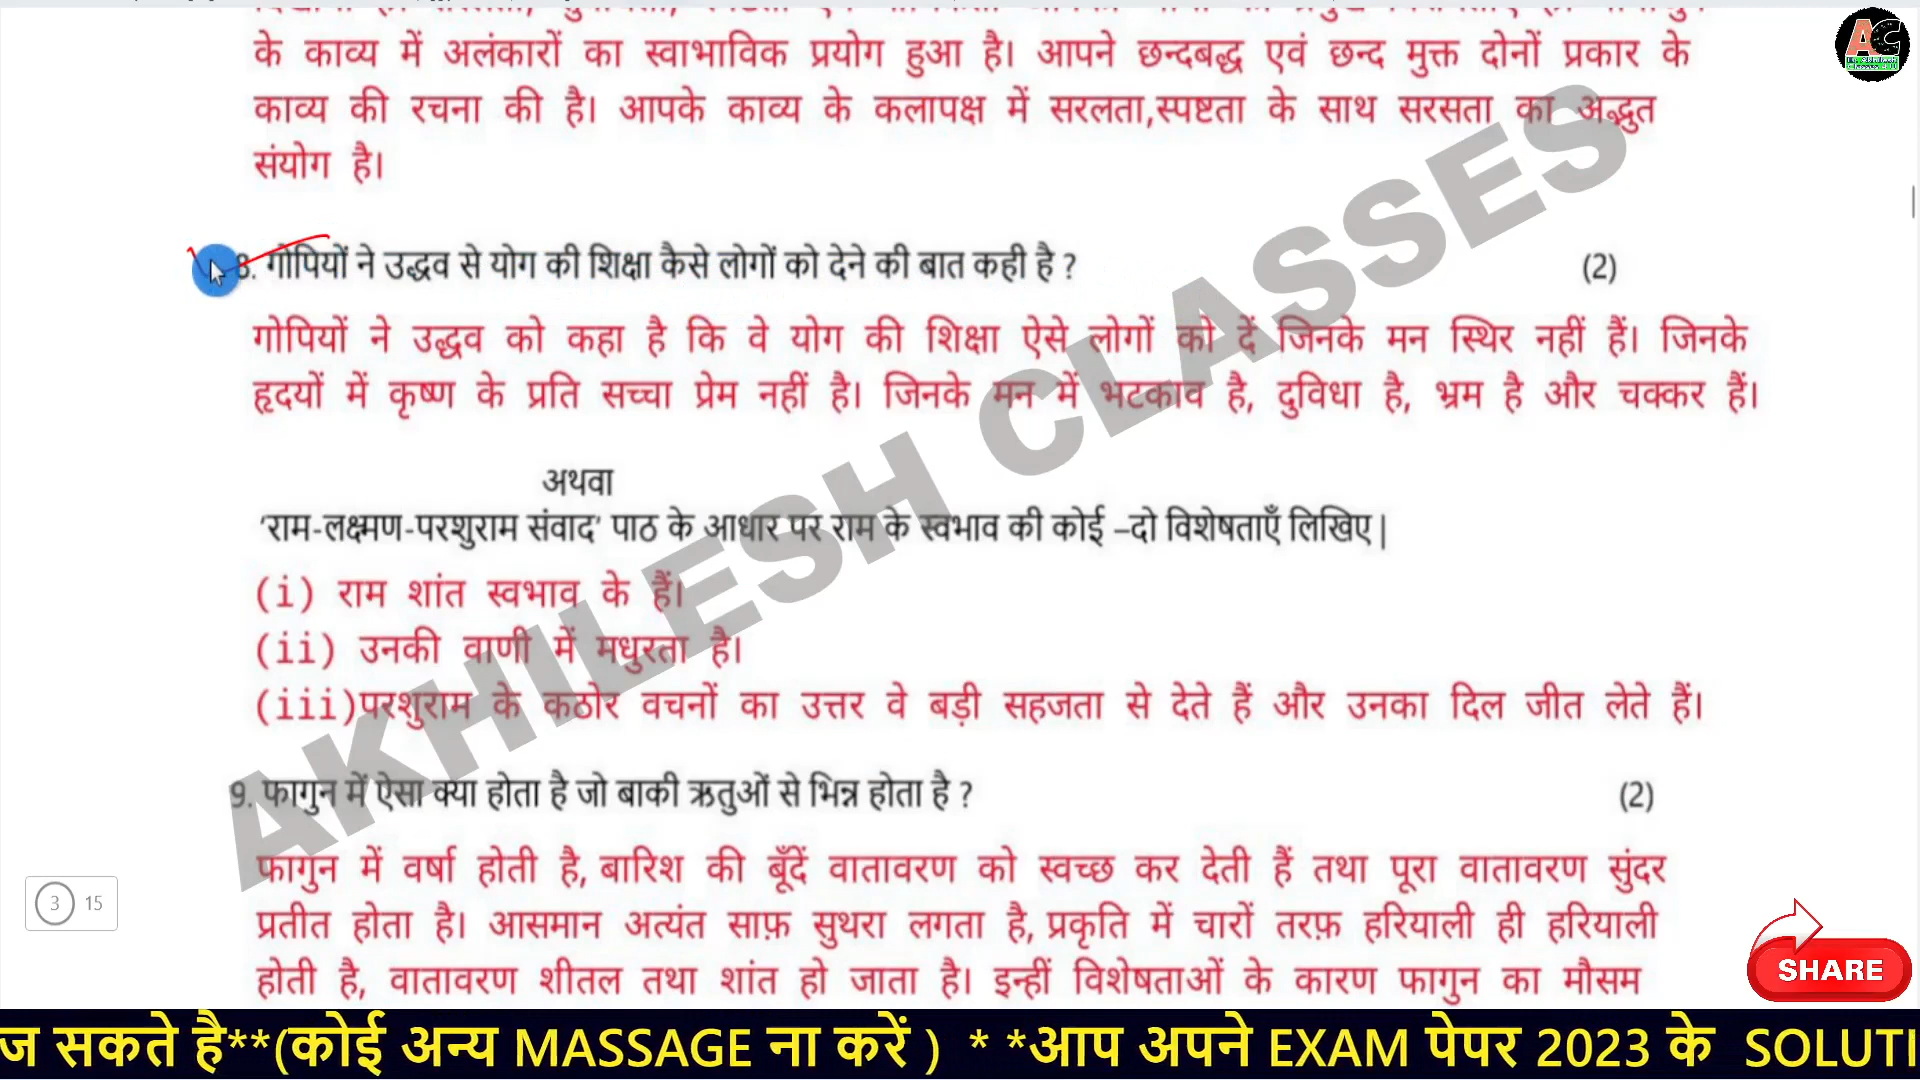 के काव्य में अलंकारों का स्वाभाविक प्रयोग हुआ है। आपने छन्दबद्ध एवं छन्द मुक्त दोनों प्रकार के
काव्य की रचना की है। आपके काव्य के कलापक्ष में सरलता,स्पष्टता के साथ सरसता का अद्भुत
संयोग है।
8. गोपियों ने उद्धव से योग की शिक्षा कैसे लोगों को देने की बात कही है ? (2)
गोपियों ने उद्धव को कहा है कि वे योग की शिक्षा ऐसे लोगों को दें जिनके मन स्थिर नहीं हैं। जिनके
हृदयों में कृष्ण के प्रति सच्चा प्रेम नहीं है। जिनके मन में भटकाव है, दुविधा है, भ्रम है और चक्कर हैं।
अथवा
'राम-लक्ष्मण-परशुराम संवाद' पाठ के आधार पर राम के स्वभाव की कोई –दो विशेषताएँ लिखिए |
(i) राम शांत स्वभाव के हैं।
(ii) उनकी वाणी में मधुरता है।
(iii)परशुराम के कठोर वचनों का उत्तर वे बड़ी सहजता से देते हैं और उनका दिल जीत लेते हैं।
9. फागुन में ऐसा क्या होता है जो बाकी ऋतुओं से भिन्न होता है ? (2)
फागुन में वर्षा होती है, बारिश की बूँदें वातावरण को स्वच्छ कर देती हैं तथा पूरा वातावरण सुंदर
प्रतीत होता है। आसमान अत्यंत साफ़ सुथरा लगता है, प्रकृति में चारों तरफ़ हरियाली ही हरियाली
होती है, वातावरण शीतल तथा शांत हो जाता है। इन्हीं विशेषताओं के कारण फागुन का मौसम
AKHILESH CLASSES
AC
3 15
SHARE
ज सकते है**(कोई अन्य MASSAGE ना करें ) * *आप अपने EXAM पेपर 2023 के SOLUTI